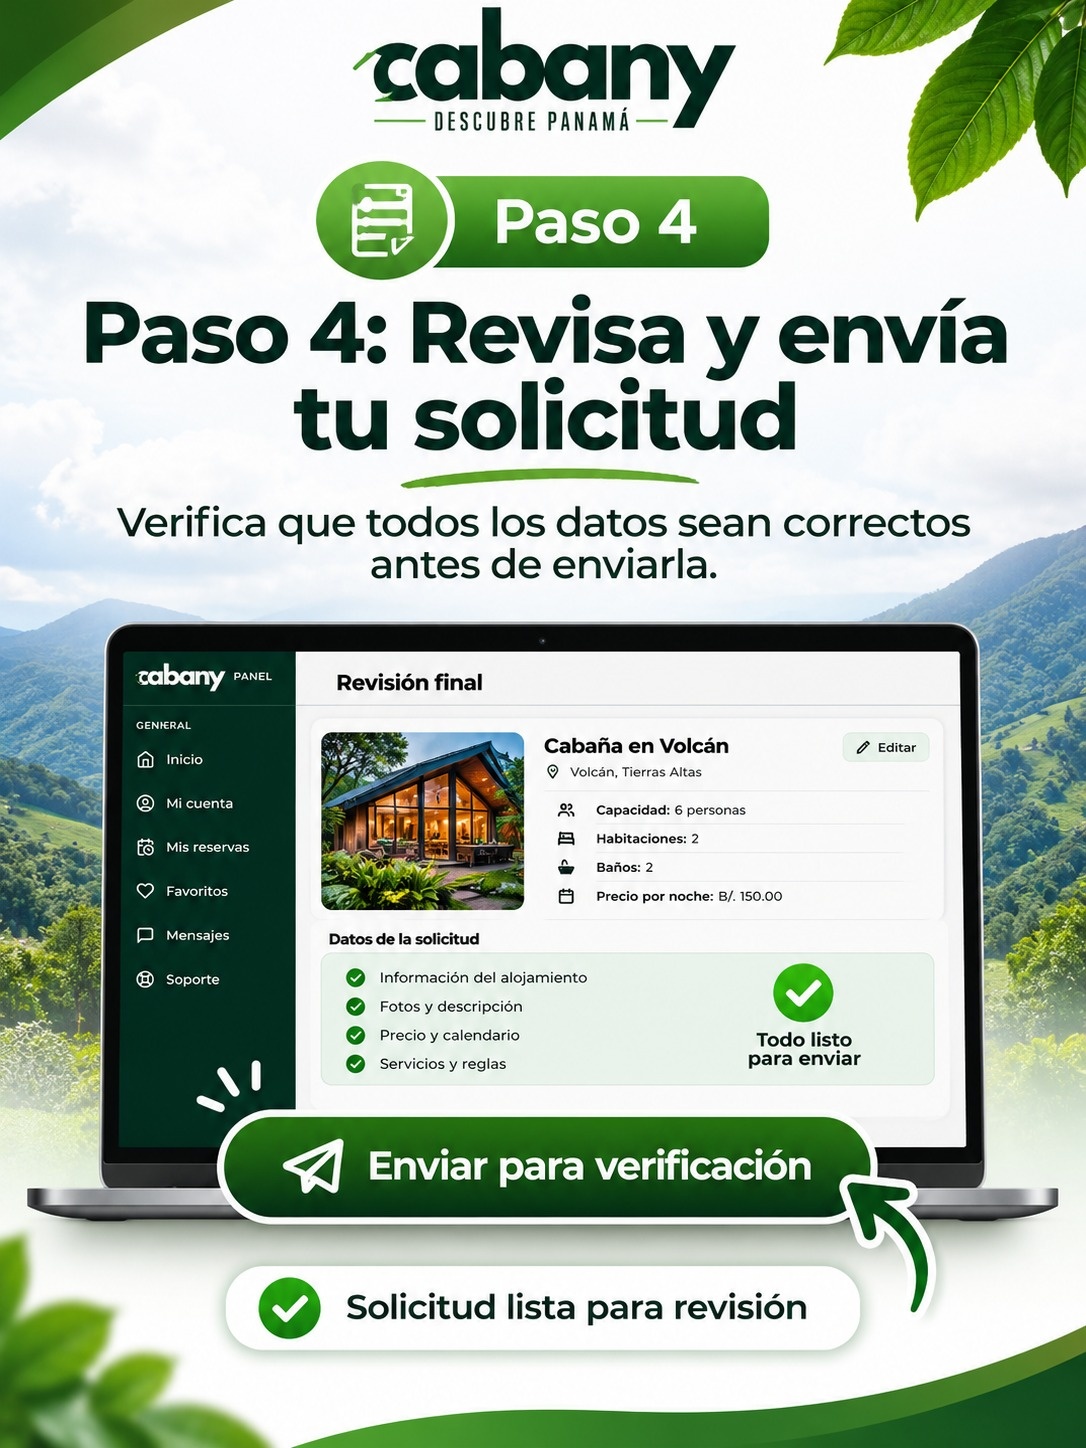 cabany
DESCUBRE PANAMÁ
Paso 4
Paso 4: Revisa y envía
tu solicitud
Verifica que todos los datos sean correctos
antes de enviarla.
cabany PANEL
GENERAL
Inicio
Mi cuenta
Mis reservas
Favoritos
Mensajes
Soporte
Revisión final
Cabaña en Volcán
Editar
Volcán, Tierras Altas
Capacidad: 6 personas
Habitaciones: 2
Baños: 2
Precio por noche: B/. 150.00
Datos de la solicitud
Información del alojamiento
Fotos y descripción
Precio y calendario
Servicios y reglas
Todo listo
para enviar
Enviar para verificación
Solicitud lista para revisión